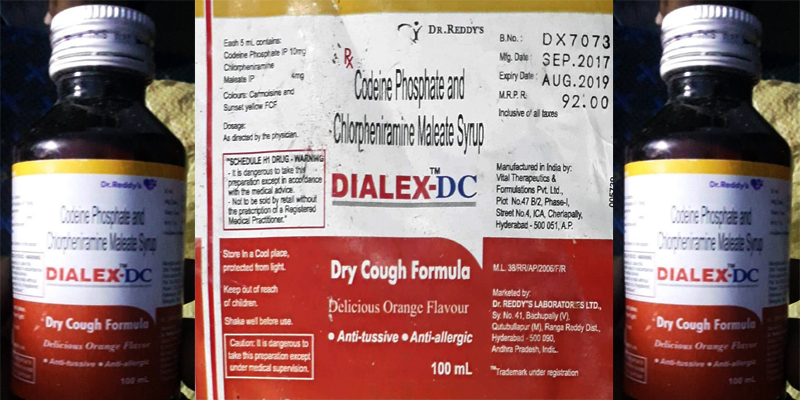 Dr.Reddy's
Codeine Phosphate and
Chlorpheniramine Maleate Syrup
DIALEX-DC
Dry Cough Formula
Delicious Orange Flavor
• Anti-tussive • Anti-allergic
100 mL
Each 5 mL contains:
Codeine Phosphate IP 10mg
Chlorpheniramine
Maleate IP 4mg
Colours: Carmoisine and
Sunset yellow FCF
Dosage:
As directed by the physician.
"SCHEDULE H1 DRUG - WARNING
- It is dangerous to take this
preparation except in accordance
with the medical advice.
- Not to be sold by retail without
the prescription of a Registered
Medical Practitioner."
Store in a Cool place,
protected from light.
Keep out of reach
of children.
Shake well before use.
Caution: It is dangerous to
take this preparation except
under medical supervision.
DR.REDDY'S
Rx
Codeine Phosphate and
Chlorpheniramine Maleate Syrup
DIALEX-DC™
Dry Cough Formula
Delicious Orange Flavour
• Anti-tussive • Anti-allergic
100 mL
B.No. : DX7073
Mfg. Date : SEP.2017
Expiry Date : AUG.2019
M.R.P. R 92.00
Inclusive of all taxes
Manufactured in India by:
Vital Therapeutics &
Formulations Pvt. Ltd.,
Plot No.47 B/2, Phase-I,
Street No.4, ICA, Cherlapally,
Hyderabad - 500 051, A.P.
M.L. 38/RR/AP/2006/F/R
Marketed by:
Dr. REDDY'S LABORATORIES LTD.,
Sy. No. 41, Bachupally (V),
Qutubullapur (M), Ranga Reddy Dist.,
Hyderabad - 500 090,
Andhra Pradesh, India.
™Trademark under registration
Dr.Reddy's
Codeine Phosphate and
Chlorpheniramine Maleate Syrup
DIALEX-DC
Dry Cough Formula
Delicious Orange Flavor
• Anti-tussive • Anti-allergic
100 mL